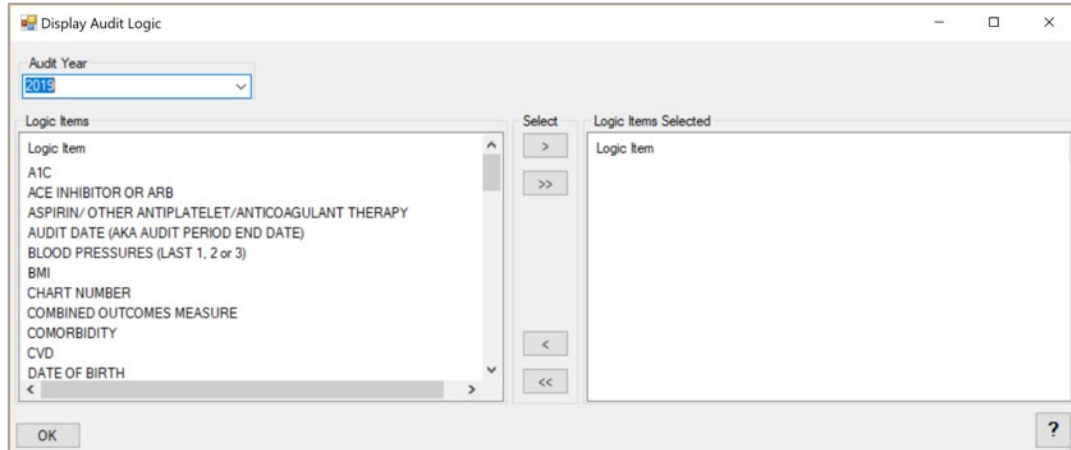 Display Audit Logic
Audit Year
2019
Logic Items
Select
Logic Items Selected
Logic Item
>
Logic Item
A1C
ACE INHIBITOR OR ARB
>>
ASPIRIN/ OTHER ANTIPLATELET/ANTICOAGULANT THERAPY
AUDIT DATE (AKA AUDIT PERIOD END DATE)
BLOOD PRESSURES (LAST 1, 2 or 3)
BMI
CHART NUMBER
COMBINED OUTCOMES MEASURE
COMORBIDITY
<
CVD
DATE OF BIRTH
<<
OK
?